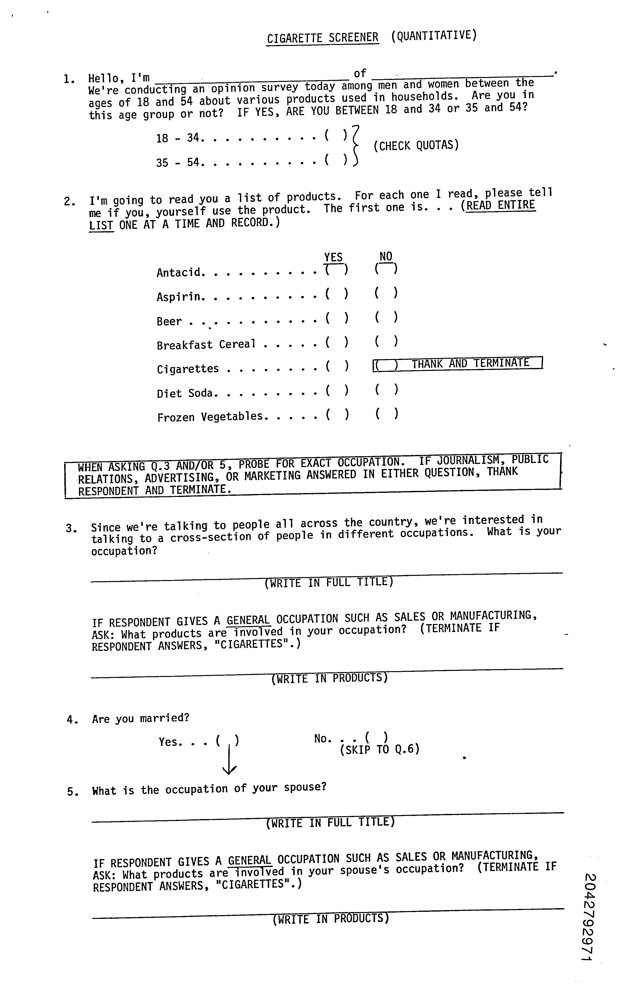 CIGARETTE SCREENER (QUANTITATIVE)
1. Hello, I'm ______________________ of ______________________.
We're conducting an opinion survey today among men and women between the
ages of 18 and 54 about various products used in households. Are you in
this age group or not? IF YES, ARE YOU BETWEEN 18 and 34 or 35 and 54?
18 - 34. . . . . . . . . . ( )
(CHECK QUOTAS)
35 - 54. . . . . . . . . . ( )
2. I'm going to read you a list of products. For each one I read, please tell
me if you, yourself use the product. The first one is. . . (READ ENTIRE
LIST ONE AT A TIME AND RECORD.)
YES NO
Antacid. . . . . . . . . . ( ) ( )
Aspirin. . . . . . . . . . ( ) ( )
Beer . . . . . . . . . . . ( ) ( )
Breakfast Cereal . . . . . ( ) ( )
Cigarettes . . . . . . . . ( ) ( ) THANK AND TERMINATE
Diet Soda. . . . . . . . . ( ) ( )
Frozen Vegetables. . . . . ( ) ( )
WHEN ASKING Q.3 AND/OR 5, PROBE FOR EXACT OCCUPATION. IF JOURNALISM, PUBLIC
RELATIONS, ADVERTISING, OR MARKETING ANSWERED IN EITHER QUESTION, THANK
RESPONDENT AND TERMINATE.
3. Since we're talking to people all across the country, we're interested in
talking to a cross-section of people in different occupations. What is your
occupation?
(WRITE IN FULL TITLE)
IF RESPONDENT GIVES A GENERAL OCCUPATION SUCH AS SALES OR MANUFACTURING,
ASK: What products are involved in your occupation? (TERMINATE IF
RESPONDENT ANSWERS, "CIGARETTES".)
(WRITE IN PRODUCTS)
4. Are you married?
Yes. . . ( ) No. . . ( )
(SKIP TO Q.6)
5. What is the occupation of your spouse?
(WRITE IN FULL TITLE)
IF RESPONDENT GIVES A GENERAL OCCUPATION SUCH AS SALES OR MANUFACTURING,
ASK: What products are involved in your spouse's occupation? (TERMINATE IF
RESPONDENT ANSWERS, "CIGARETTES".)
(WRITE IN PRODUCTS)
2042792971